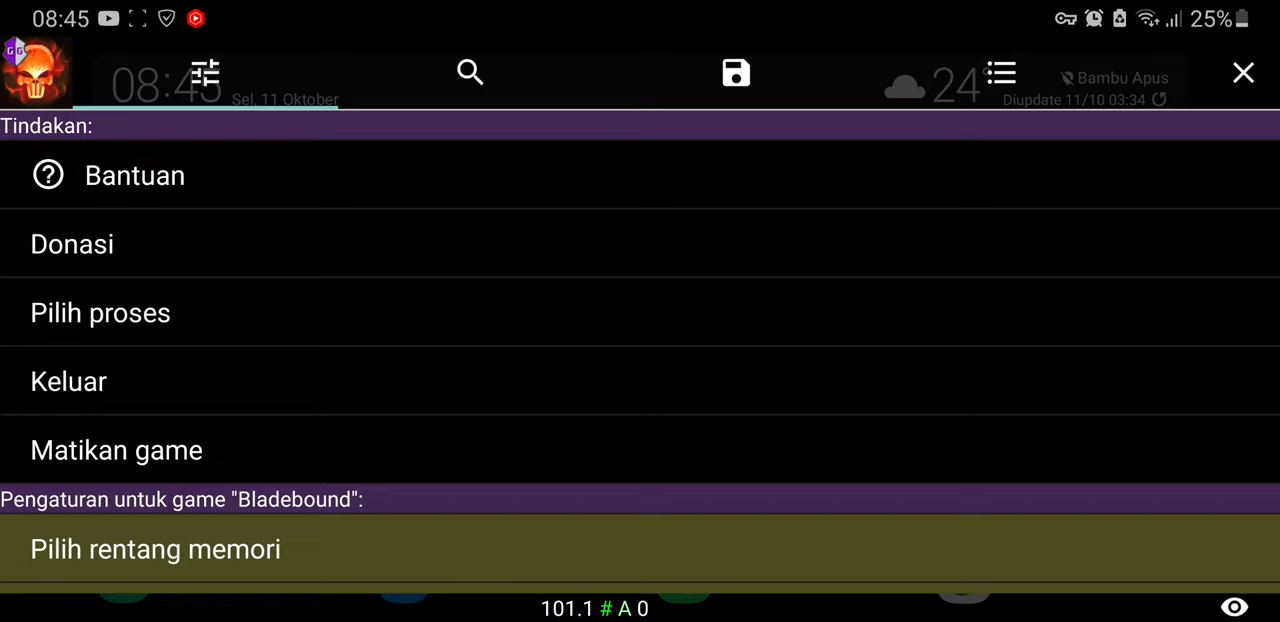 08:45
25%
GG
08:45
Sel, 11 Oktober
24°
Bambu Apus
Diupdate 11/10 03:34
Tindakan:
Bantuan
Donasi
Pilih proses
Keluar
Matikan game
Pengaturan untuk game "Bladebound":
Pilih rentang memori
101.1 # A 0